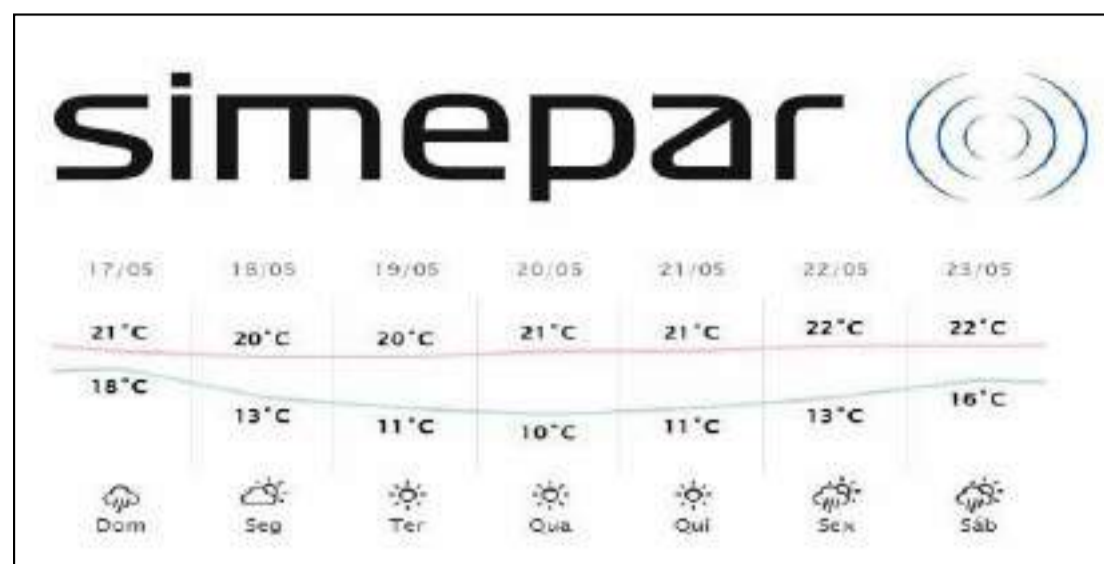 simepar
17/05 18/05 19/05 20/05 21/05 22/05 23/05
21°C 20°C 20°C 21°C 21°C 22°C 22°C
18°C 13°C 11°C 10°C 11°C 13°C 16°C
Dom Seg Ter Qua Qui Sex Sáb